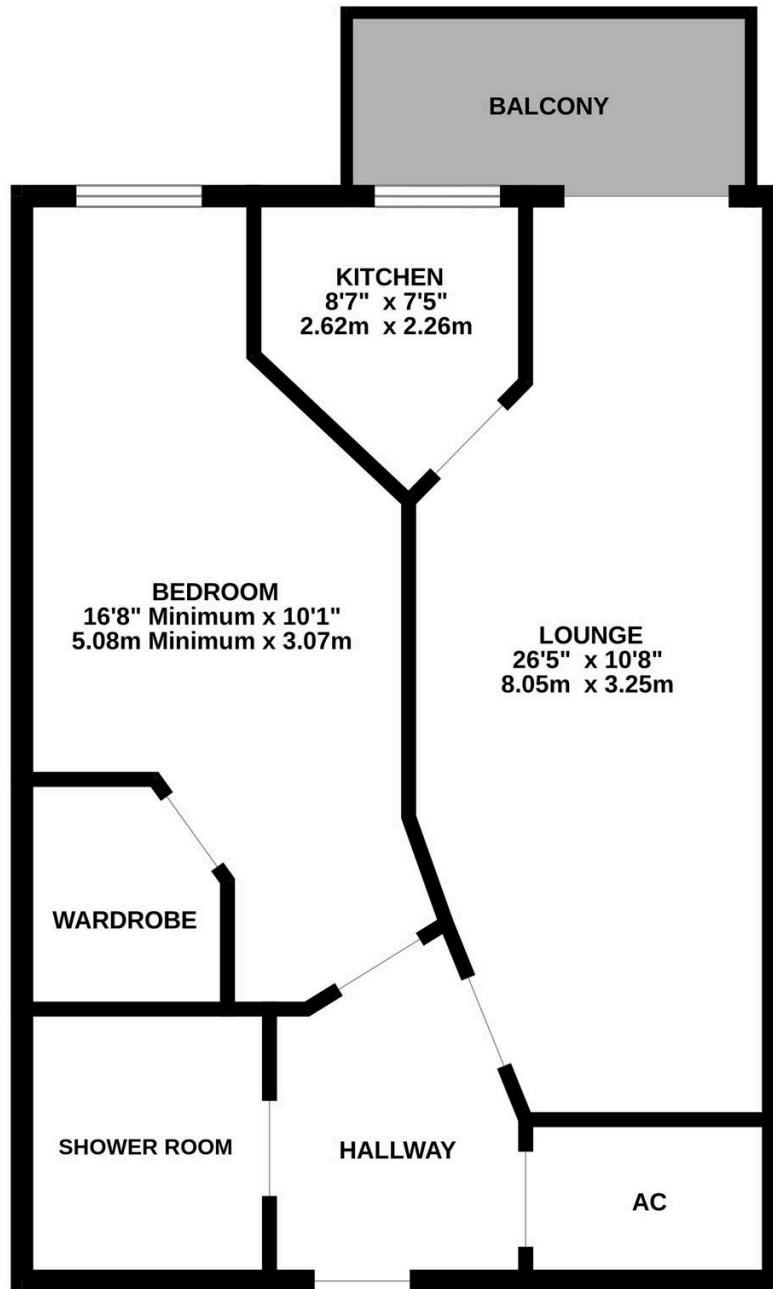 BALCONY
KITCHEN
8'7" x 7'5"
2.62m x 2.26m
BEDROOM
16'8" Minimum x 10'1"
5.08m Minimum x 3.07m
LOUNGE
26'5" x 10'8"
8.05m x 3.25m
WARDROBE
SHOWER ROOM
HALLWAY
AC